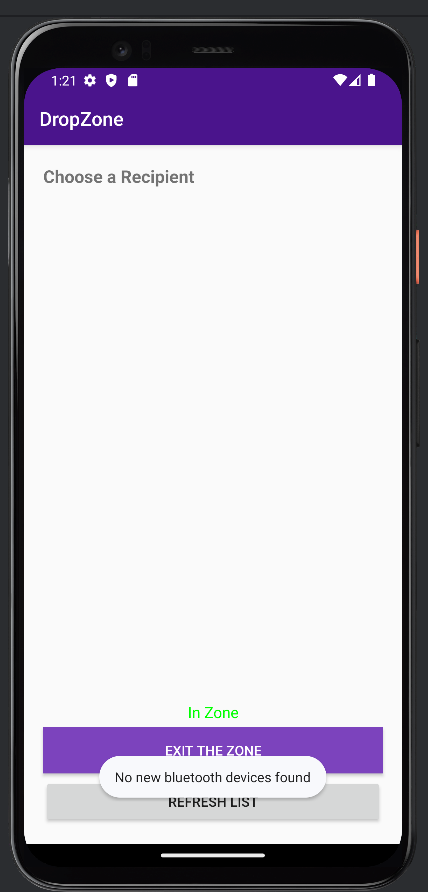 1:21
DropZone
Choose a Recipient
In Zone
EXIT THE ZONE
No new bluetooth devices found
REFRESH LIST